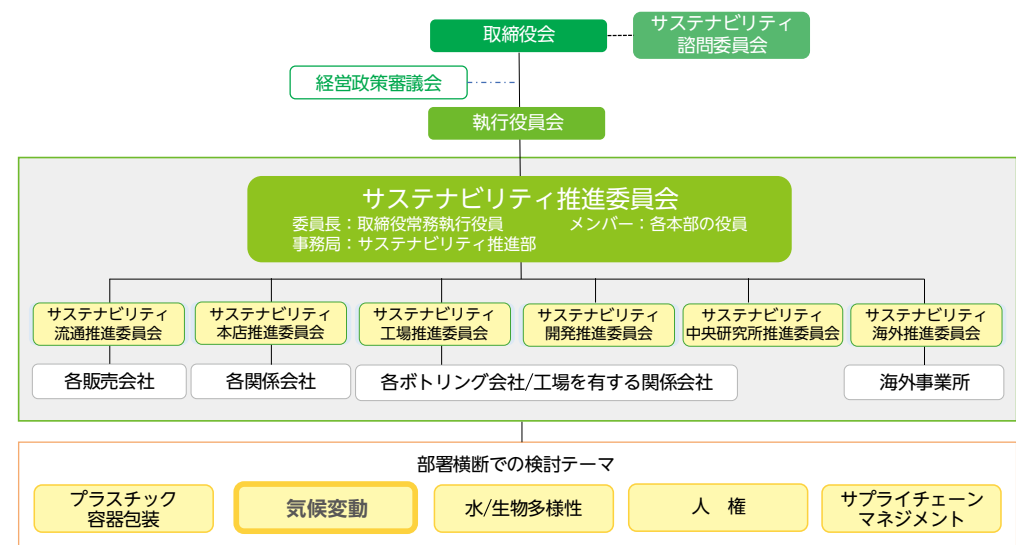 取締役会
サステナビリティ
諮問委員会
経営政策審議会
執行役員会
サステナビリティ推進委員会
委員長：取締役常務執行役員　メンバー：各本部の役員
事務局：サステナビリティ推進部
サステナビリティ
流通推進委員会
サステナビリティ
本店推進委員会
サステナビリティ
工場推進委員会
サステナビリティ
開発推進委員会
サステナビリティ
中央研究所推進委員会
サステナビリティ
海外推進委員会
各販売会社
各関係会社
各ボトリング会社/工場を有する関係会社
海外事業所
部署横断での検討テーマ
プラスチック
容器包装
気候変動
水/生物多様性
人　権
サプライチェーン
マネジメント